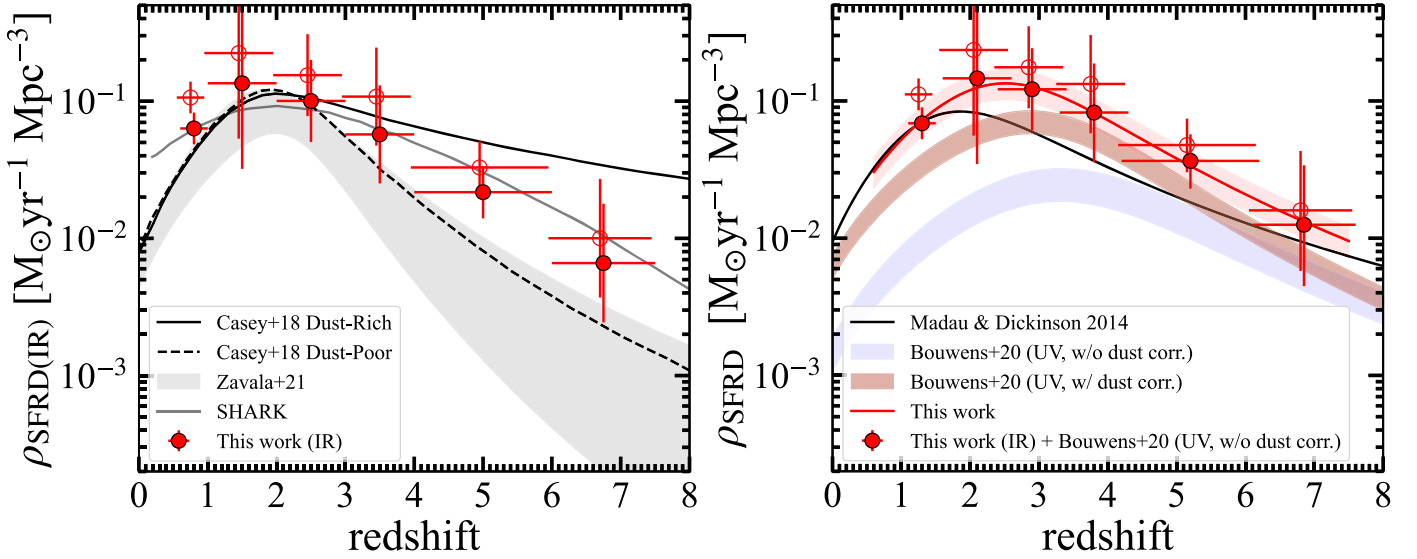 ρSFRD(IR) [M⊙yr−1 Mpc−3]
10−1
10−2
10−3
Casey+18 Dust-Rich
Casey+18 Dust-Poor
Zavala+21
SHARK
This work (IR)
0 1 2 3 4 5 6 7 8
redshift
ρSFRD [M⊙yr−1 Mpc−3]
10−1
10−2
10−3
Madau & Dickinson 2014
Bouwens+20 (UV, w/o dust corr.)
Bouwens+20 (UV, w/ dust corr.)
This work
This work (IR) + Bouwens+20 (UV, w/o dust corr.)
0 1 2 3 4 5 6 7 8
redshift